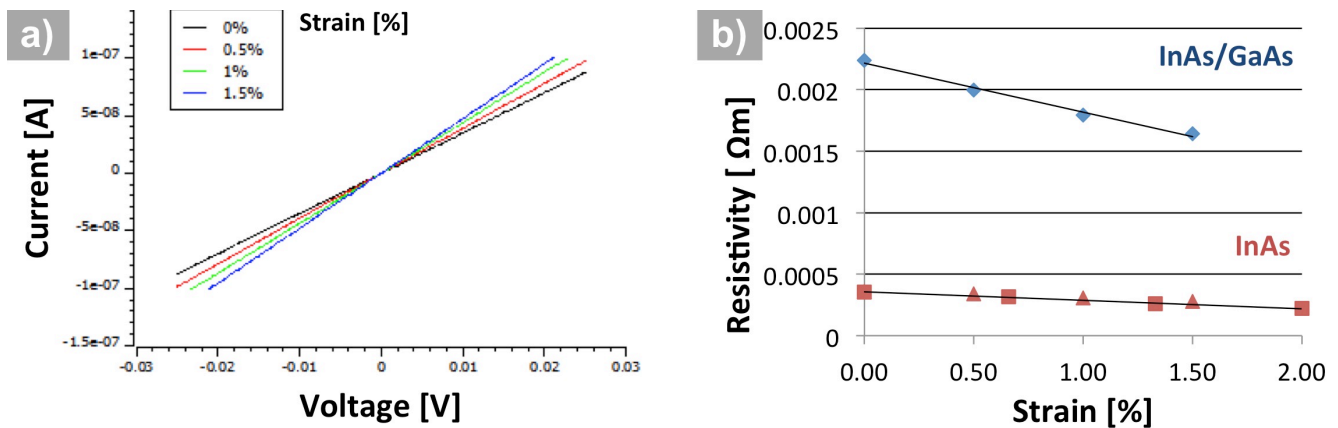 a)
Strain [%]
0%
0.5%
1%
1.5%
Current [A]
1e-07
5e-08
0
-5e-08
-1e-07
-1.5e-07
-0.03
-0.02
-0.01
0
0.01
0.02
0.03
Voltage [V]
b)
InAs/GaAs
InAs
Resistivity [ Ωm]
0.0025
0.002
0.0015
0.001
0.0005
0
0.00
0.50
1.00
1.50
2.00
Strain [%]